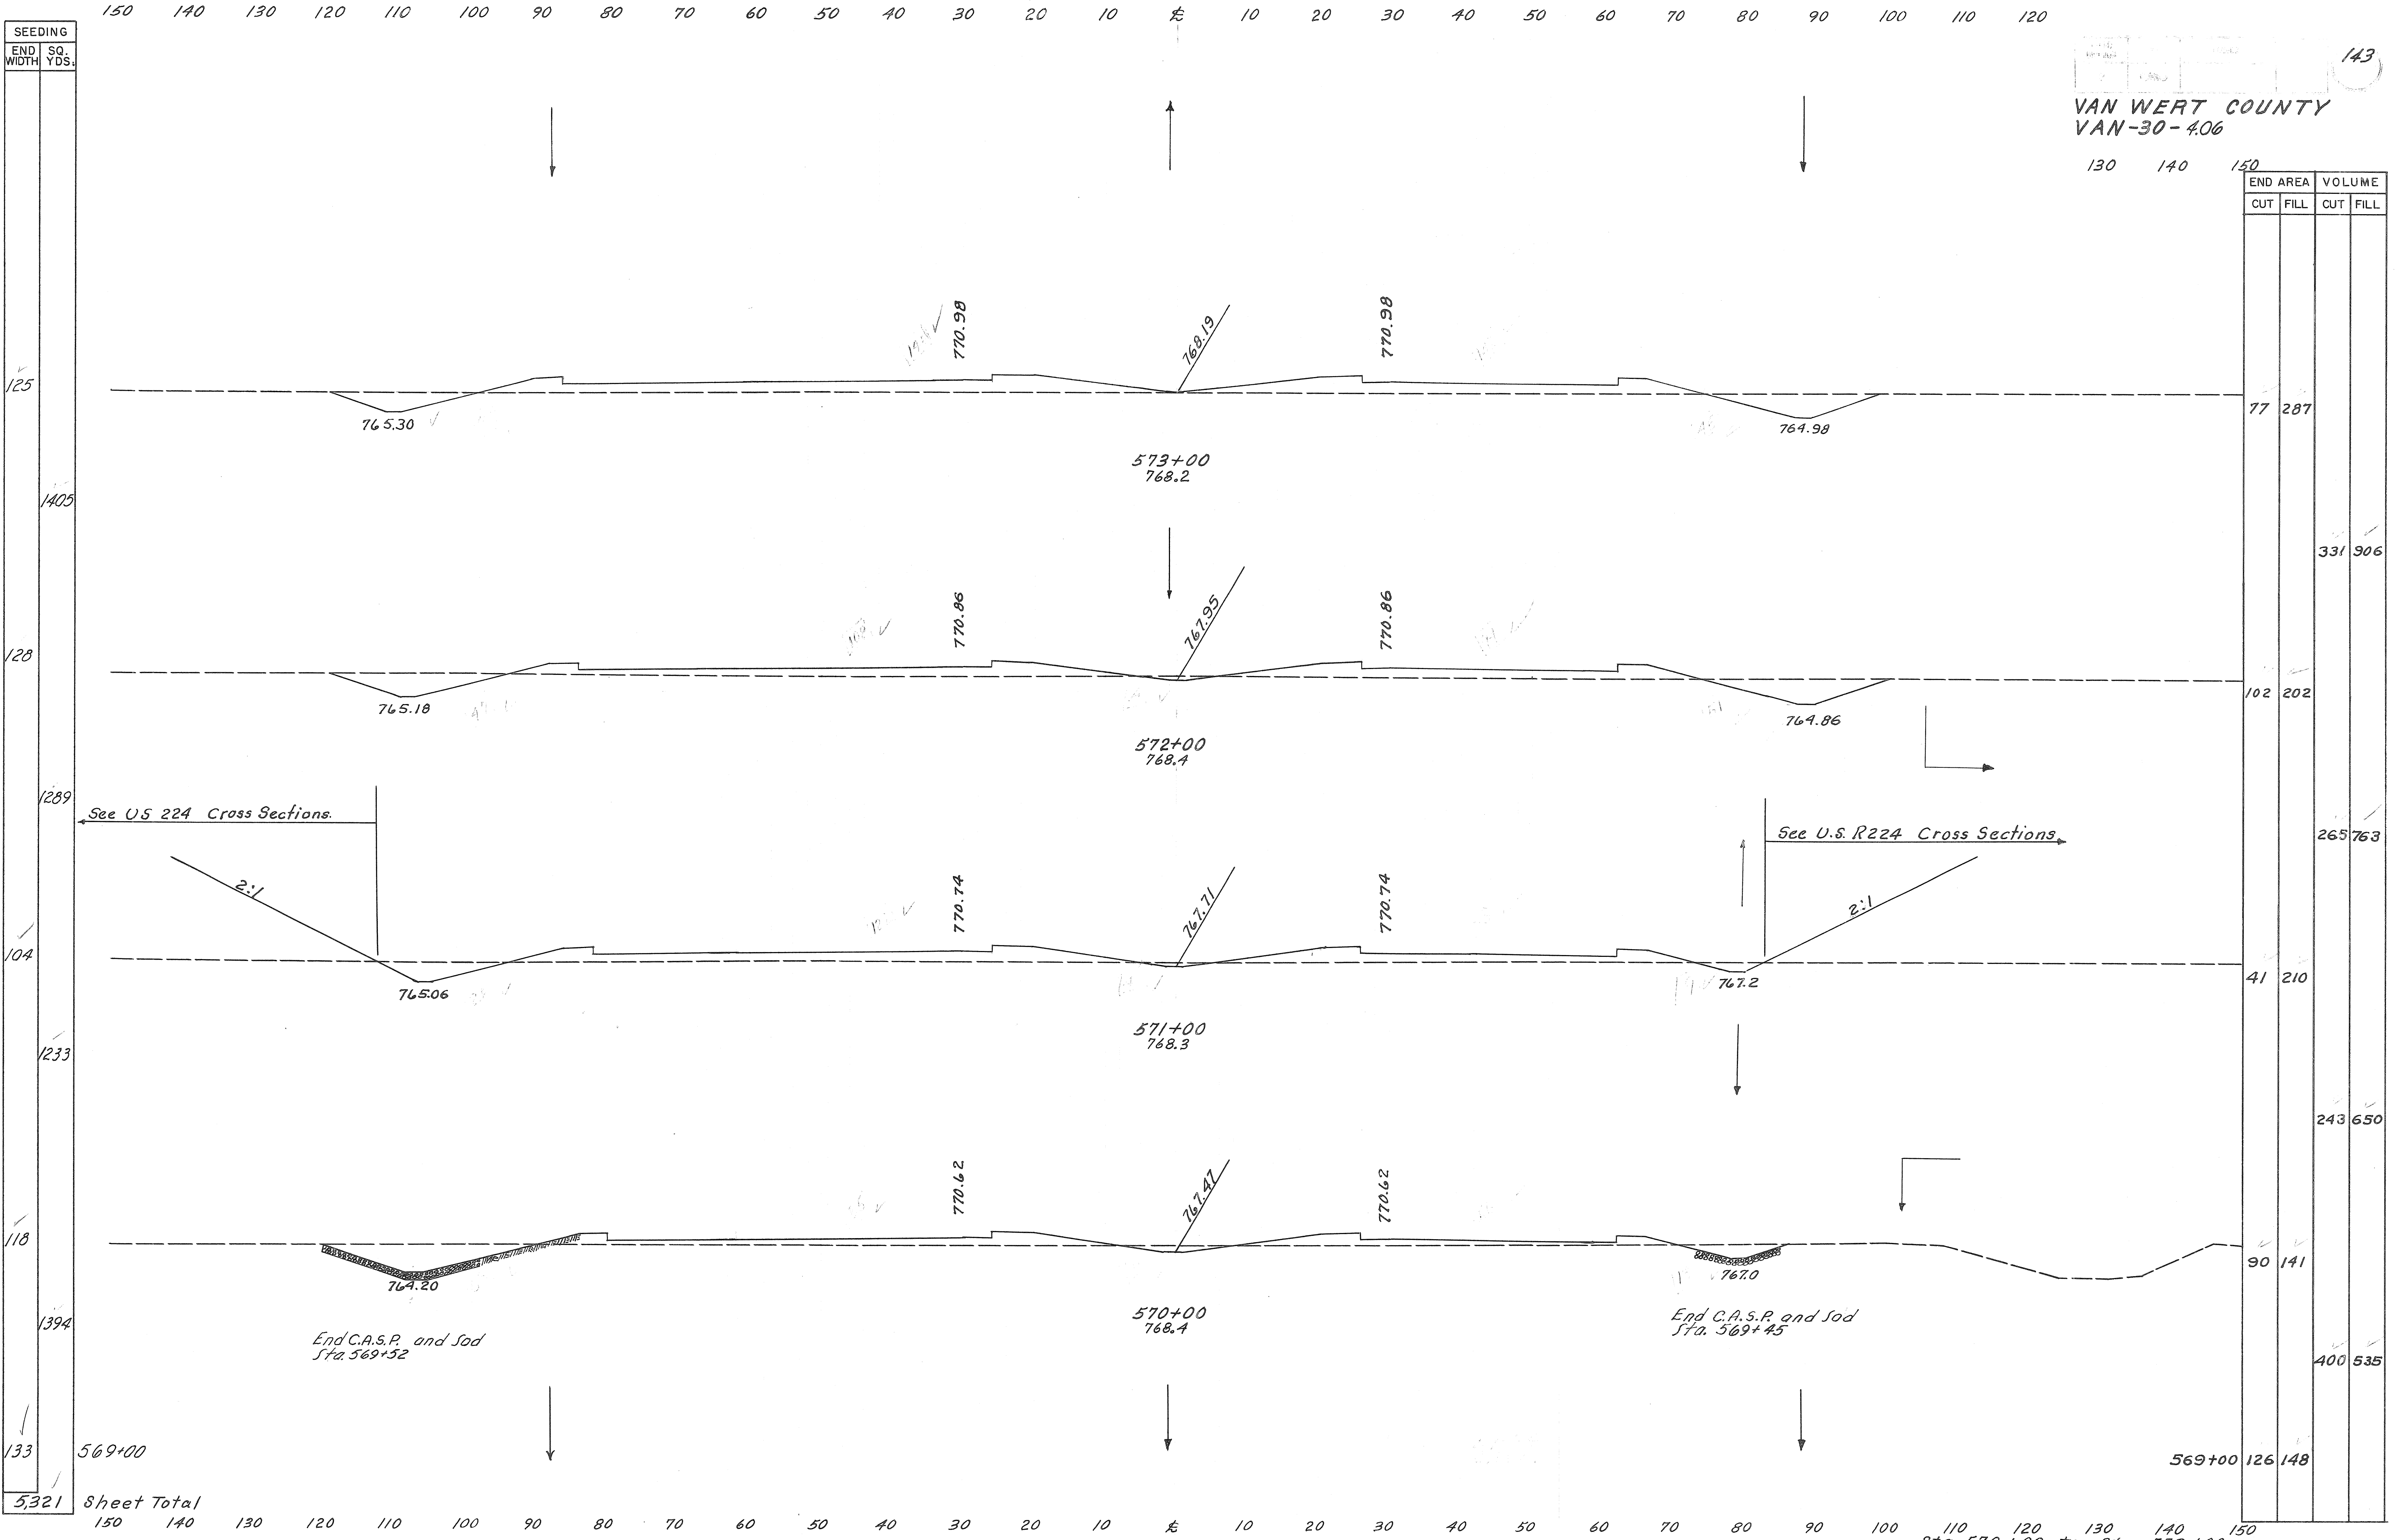 150 140 130 120 110 100 90 80 70 60 50 40 30 20 10 ℄ 10 20 30 40 50 60 70 80 90 100 110 120
SEEDING
END WIDTH
SQ. YDS.
143
VAN WERT COUNTY
VAN-30-4.06
130 140 150
END AREA VOLUME
CUT FILL CUT FILL
770.98
768.19
770.98
125
77 287
765.30
764.98
573+00
768.2
1405
331 906
770.86
767.95
770.86
128
102 202
765.18
764.86
572+00
768.4
1289
See US 224 Cross Sections.
See U.S. R224 Cross Sections
265 763
2:1
770.74
767.71
770.74
2:1
104
41 210
765.06
767.2
571+00
768.3
1233
243 650
770.62
767.47
770.62
118
90 141
764.20
767.0
570+00
768.4
1394
End C.A.S.P. and Sod
Sta. 569+52
End C.A.S.P. and Sod
Sta. 569+45
400 535
133 569+00
569+00 126 148
5,321 Sheet Total
150 140 130 120 110 100 90 80 70 60 50 40 30 20 10 ℄ 10 20 30 40 50 60 70 80 90 100 110 120 130 140 150